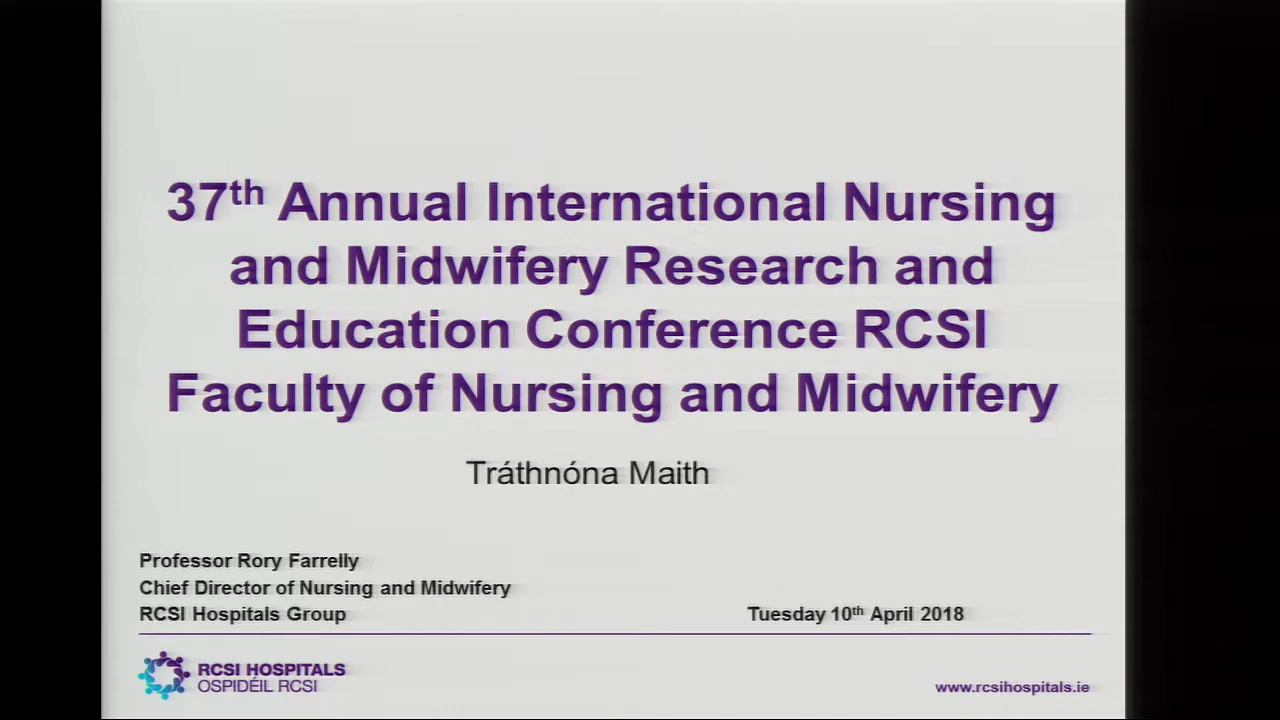 37th Annual International Nursing
and Midwifery Research and
Education Conference RCSI
Faculty of Nursing and Midwifery
Tráthnóna Maith
Professor Rory Farrelly
Chief Director of Nursing and Midwifery
RCSI Hospitals Group
Tuesday 10th April 2018
RCSI HOSPITALS
OSPIDÉIL RCSI
www.rcsihospitals.ie